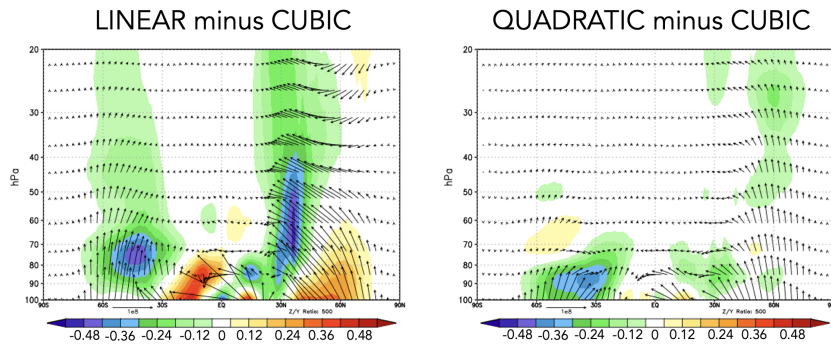 LINEAR minus CUBIC
QUADRATIC minus CUBIC
20
30
40
50
60
70
80
90
100
hPa
90S 60S 30S EQ 30N 60N 90N
1e8
Z/Y Ratio: 500
-0.48 -0.36 -0.24 -0.12 0 0.12 0.24 0.36 0.48
20
30
40
50
60
70
80
90
100
hPa
90S 60S 30S EQ 30N 60N
1e8
Z/Y Ratio: 500
-0.48 -0.36 -0.24 -0.12 0 0.12 0.24 0.36 0.48